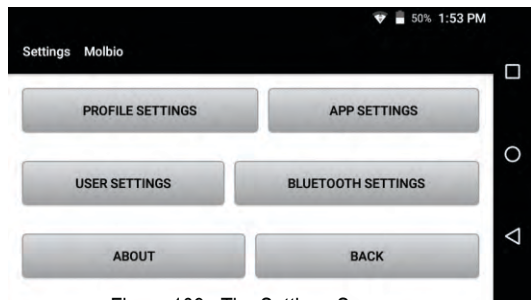 50% 1:53 PM
Settings Molbio
PROFILE SETTINGS APP SETTINGS
USER SETTINGS BLUETOOTH SETTINGS
ABOUT BACK